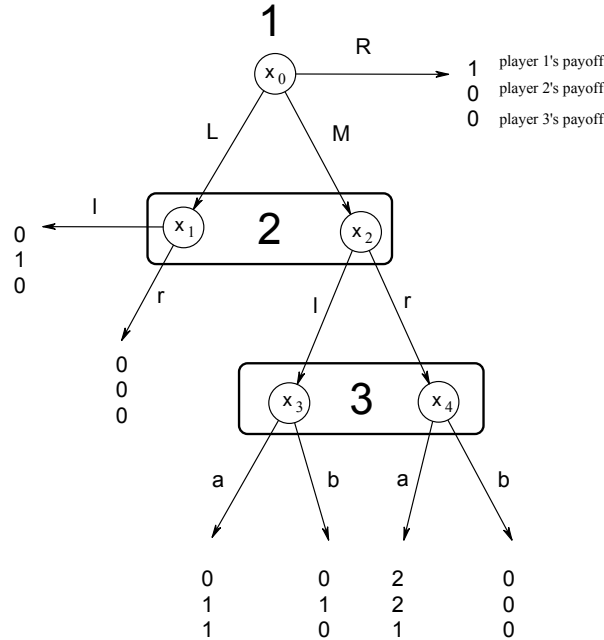 1
R
x0
1 player 1's payoff
0 player 2's payoff
0 player 3's payoff
L M
l x1 2 x2
0
1
0
r l r
0
0
0
x3 3 x4
a b a b
0 0 2 0
1 1 2 0
1 0 1 0